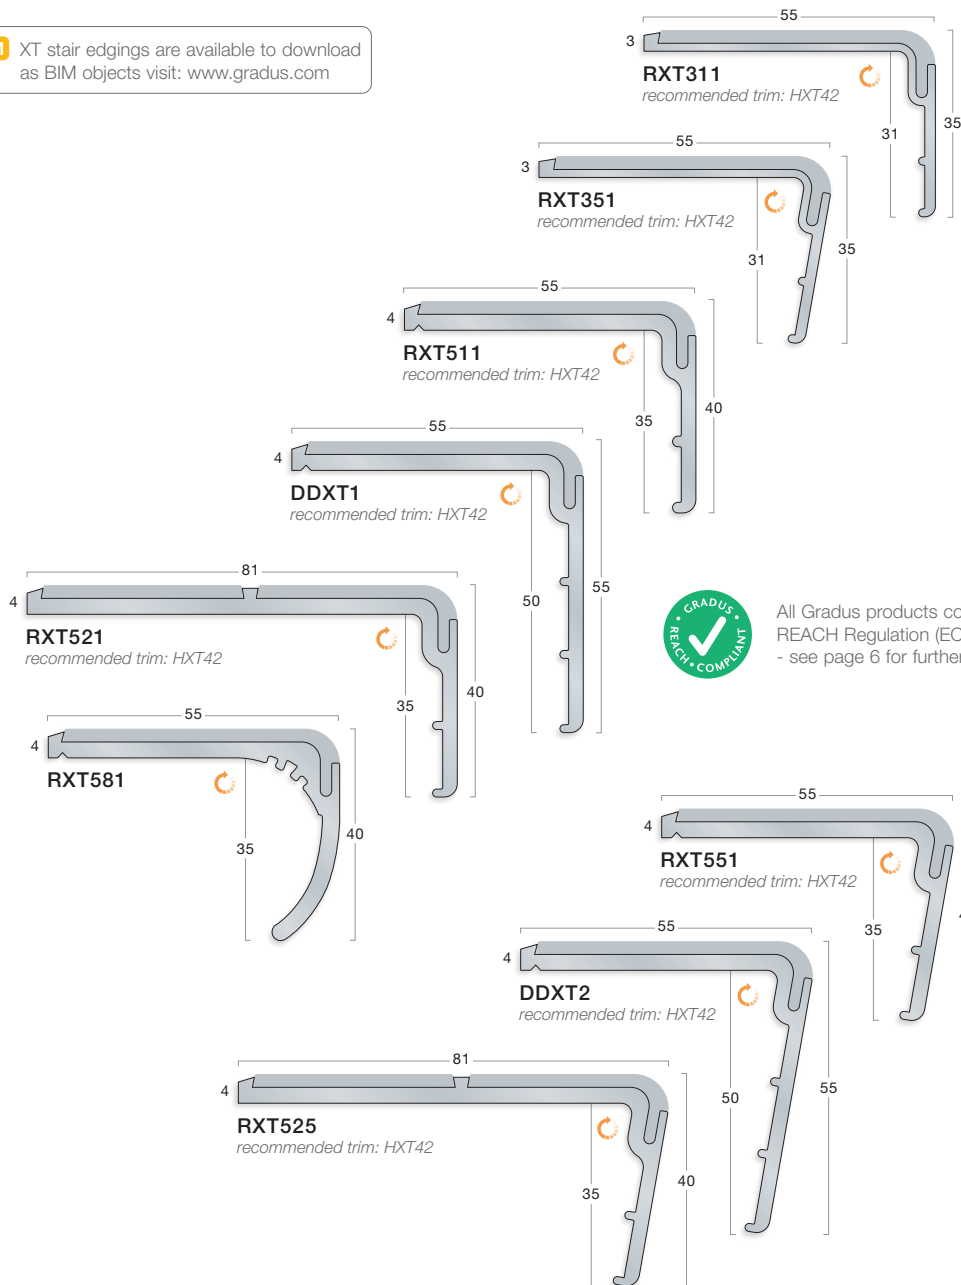 XT stair edgings are available to download
as BIM objects visit: www.gradus.com
55
3
RXT311
recommended trim: HXT42
31
35
55
3
RXT351
recommended trim: HXT42
31
35
55
4
RXT511
recommended trim: HXT42
35
40
55
4
DDXT1
recommended trim: HXT42
50
55
81
4
RXT521
recommended trim: HXT42
35
40
GRADUS
REACH • COMPLIANT
All Gradus products co
REACH Regulation (EC
- see page 6 for further
55
4
RXT581
35
40
55
4
RXT551
recommended trim: HXT42
35
55
4
DDXT2
recommended trim: HXT42
50
55
81
4
RXT525
recommended trim: HXT42
35
40